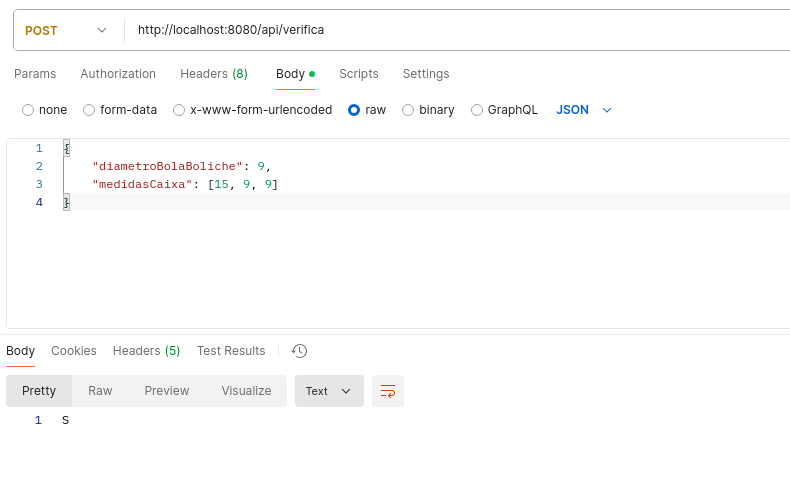 POST http://localhost:8080/api/verifica
Params Authorization Headers (8) Body Scripts Settings
none form-data x-www-form-urlencoded raw binary GraphQL JSON
1 {
2 "diametroBolaBoliche": 9,
3 "medidasCaixa": [15, 9, 9]
4 }
Body Cookies Headers (5) Test Results
Pretty Raw Preview Visualize Text
1 S